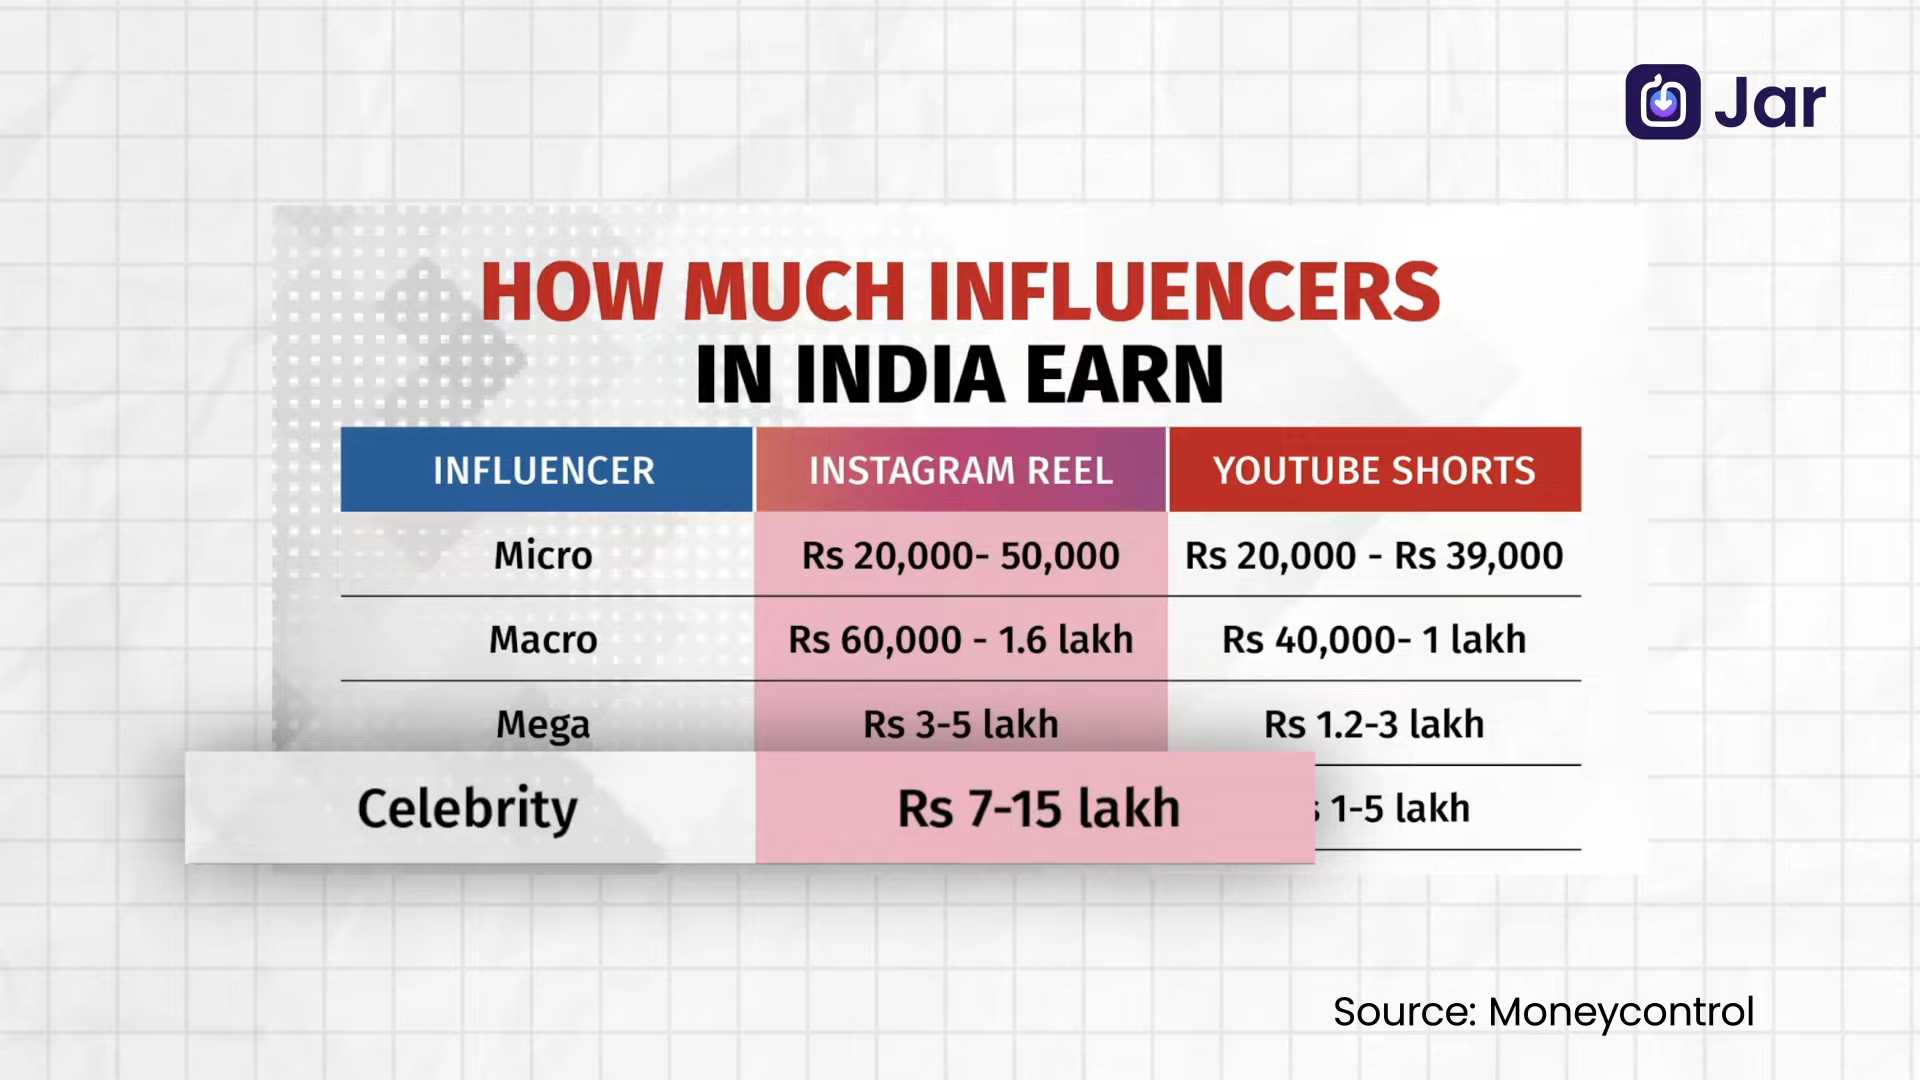 Jar
HOW MUCH INFLUENCERS
IN INDIA EARN
INFLUENCER INSTAGRAM REEL YOUTUBE SHORTS
Micro Rs 20,000- 50,000 Rs 20,000 - Rs 39,000
Macro Rs 60,000 - 1.6 lakh Rs 40,000- 1 lakh
Mega Rs 3-5 lakh Rs 1.2-3 lakh
Celebrity Rs 7-15 lakh 1-5 lakh
Source: Moneycontrol